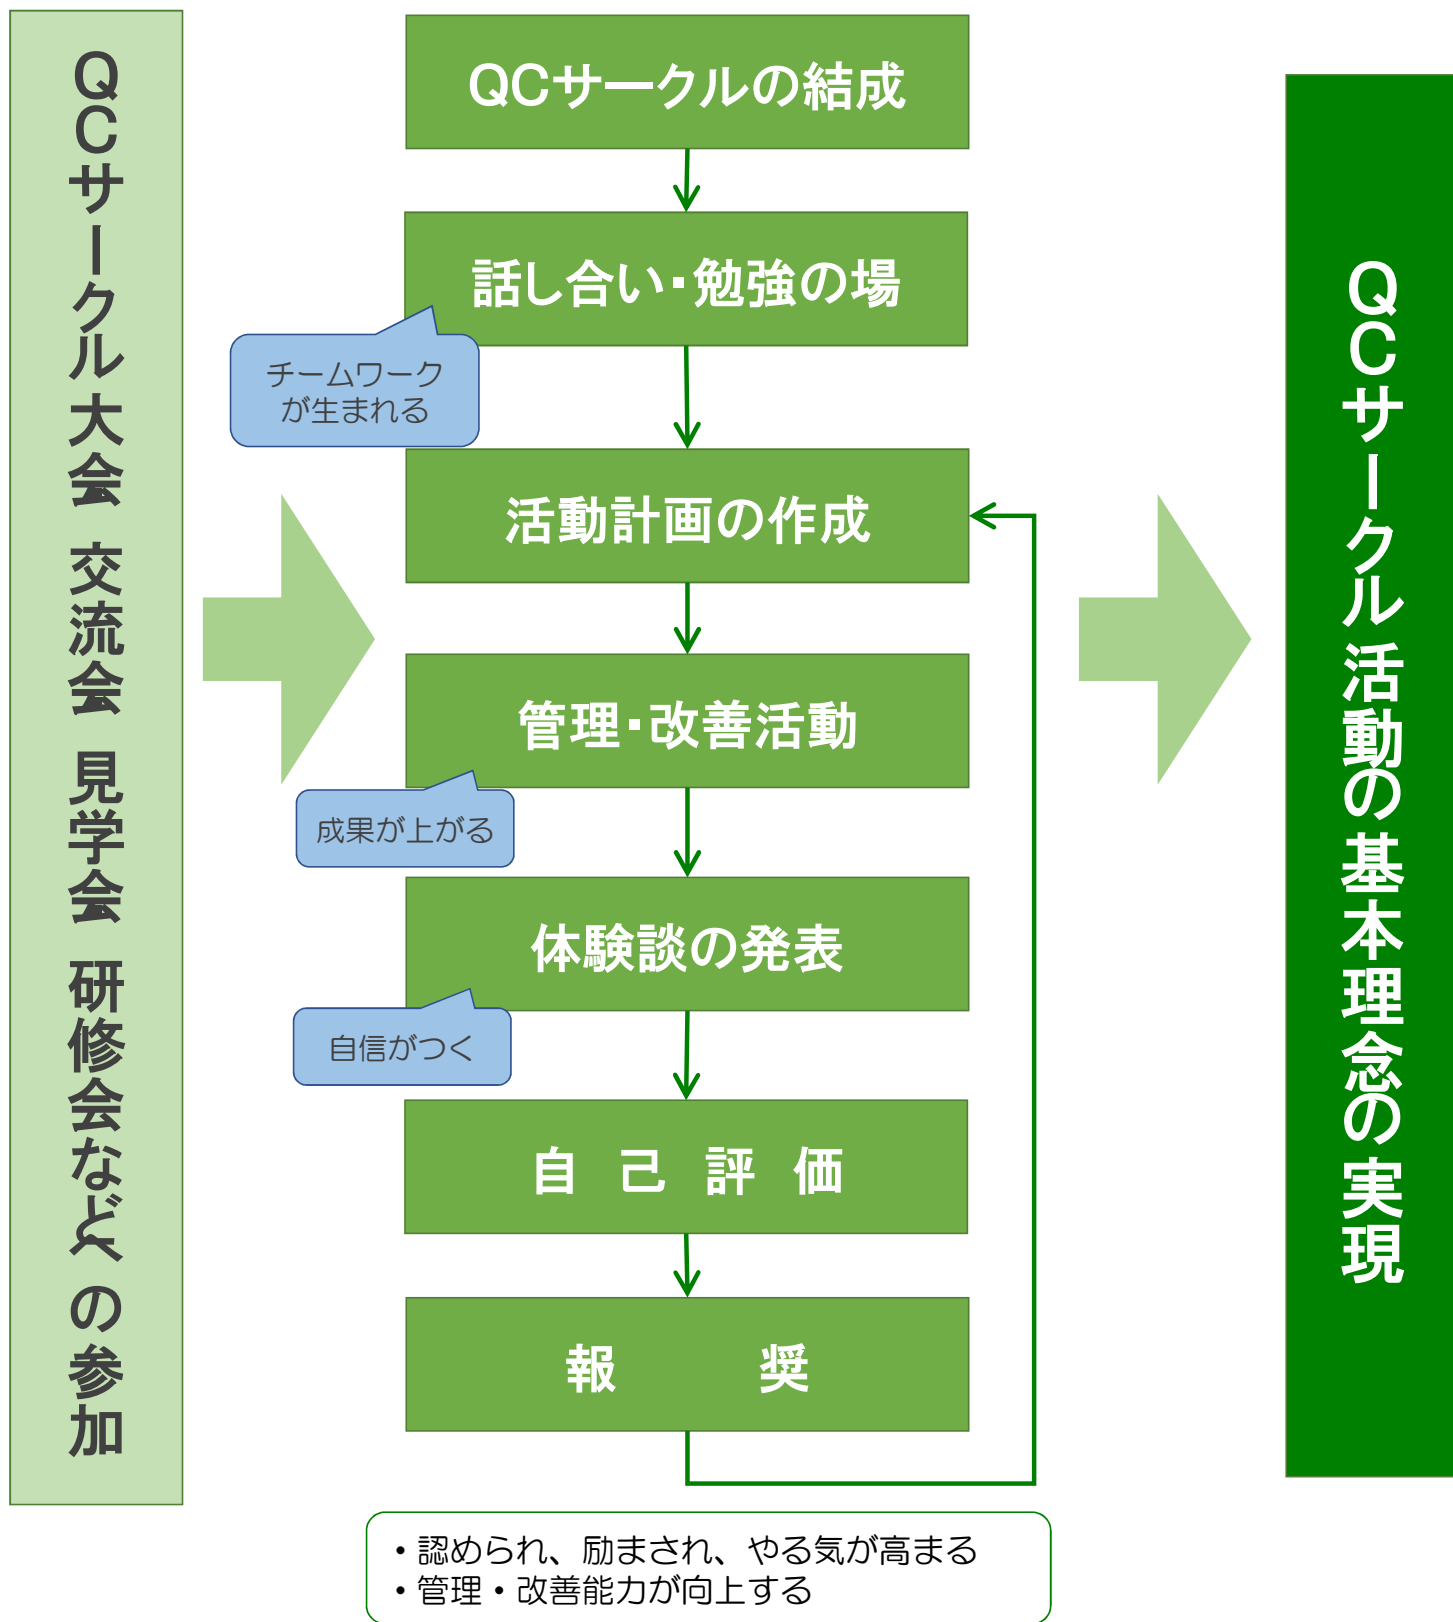 QCサークル大会 交流会 見学会 研修会などへの参加
QCサークルの結成
話し合い・勉強の場
チームワーク
が生まれる
活動計画の作成
管理・改善活動
成果が上がる
体験談の発表
自信がつく
自己評価
報奨
・認められ、励まされ、やる気が高まる
・管理・改善能力が向上する
QCサークル活動の基本理念の実現